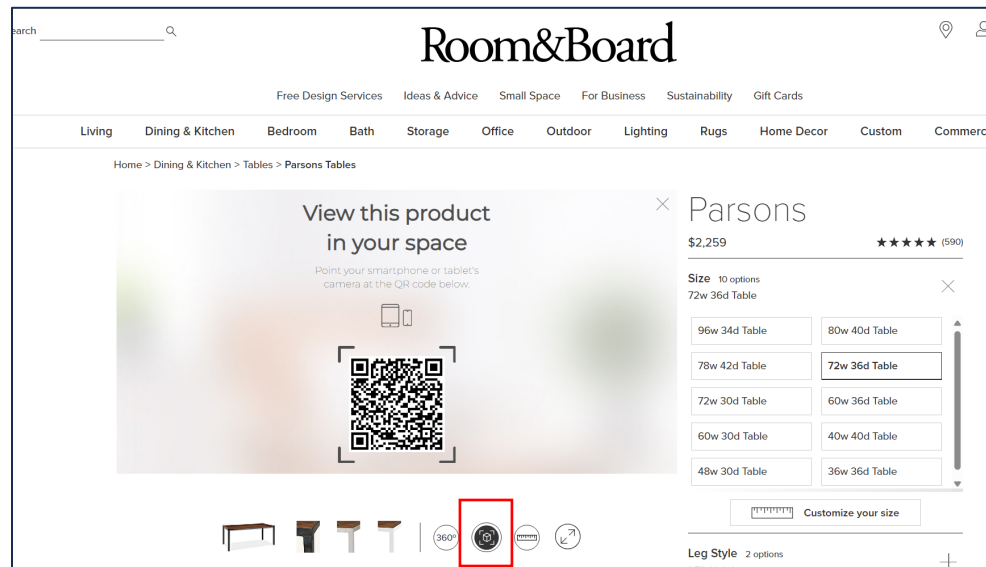 earch
Room&Board
Free Design Services Ideas & Advice Small Space For Business Sustainability Gift Cards
Living Dining & Kitchen Bedroom Bath Storage Office Outdoor Lighting Rugs Home Decor Custom Commerc
Home > Dining & Kitchen > Tables > Parsons Tables
View this product
in your space
Point your smartphone or tablet's
camera at the QR code below.
Parsons
$2,259 ★★★★★ (590)
Size 10 options
72w 36d Table
96w 34d Table 80w 40d Table
78w 42d Table 72w 36d Table
72w 30d Table 60w 36d Table
60w 30d Table 40w 40d Table
48w 30d Table 36w 36d Table
Customize your size
360°
Leg Style 2 options